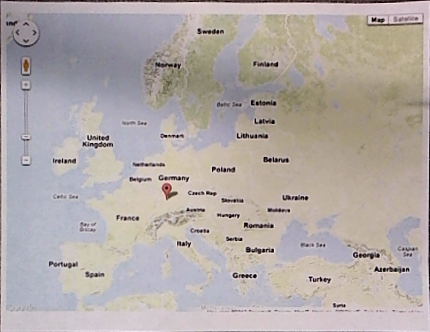 Map Satellite
Sweden
Norway
Finland
Baltic Sea
Estonia
Latvia
Lithuania
North Sea
Denmark
United
Kingdom
Ireland
Netherlands
Belgium
Germany
Poland
Belarus
Celtic Sea
Czech Rep
Slovakia
Ukraine
Austria
Hungary
Moldova
France
Bay of
Biscay
Croatia
Romania
Serbia
Italy
Bulgaria
Black Sea
Georgia
Caspian
Sea
Azerbaijan
Portugal
Spain
Greece
Turkey
Syria